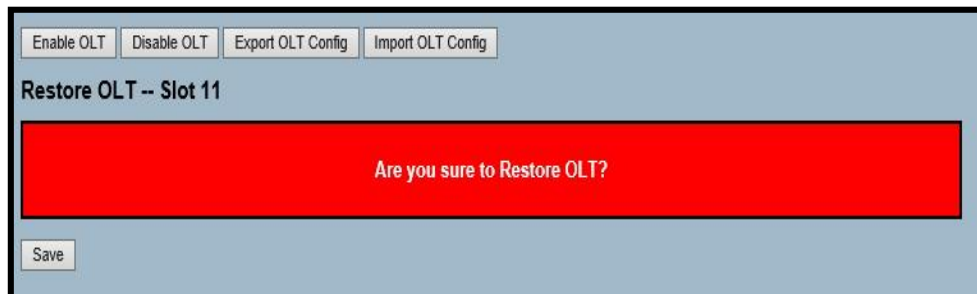 Enable OLT Disable OLT Export OLT Config Import OLT Config
Restore OLT -- Slot 11
Are you sure to Restore OLT?
Save